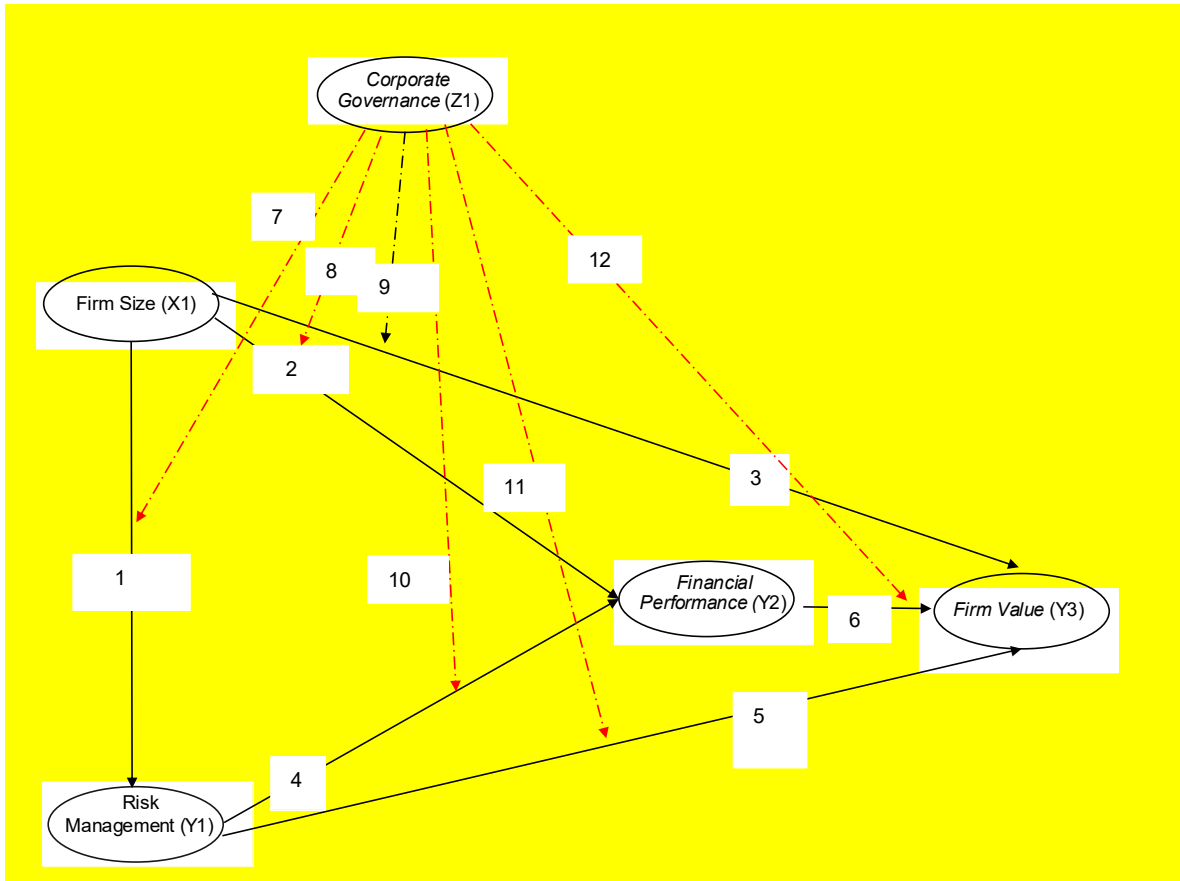 Corporate
Governance (Z1)
7
8
9
12
Firm Size (X1)
2
3
11
10
1
Financial
Performance (Y2)
6
Firm Value (Y3)
5
4
Risk
Management (Y1)